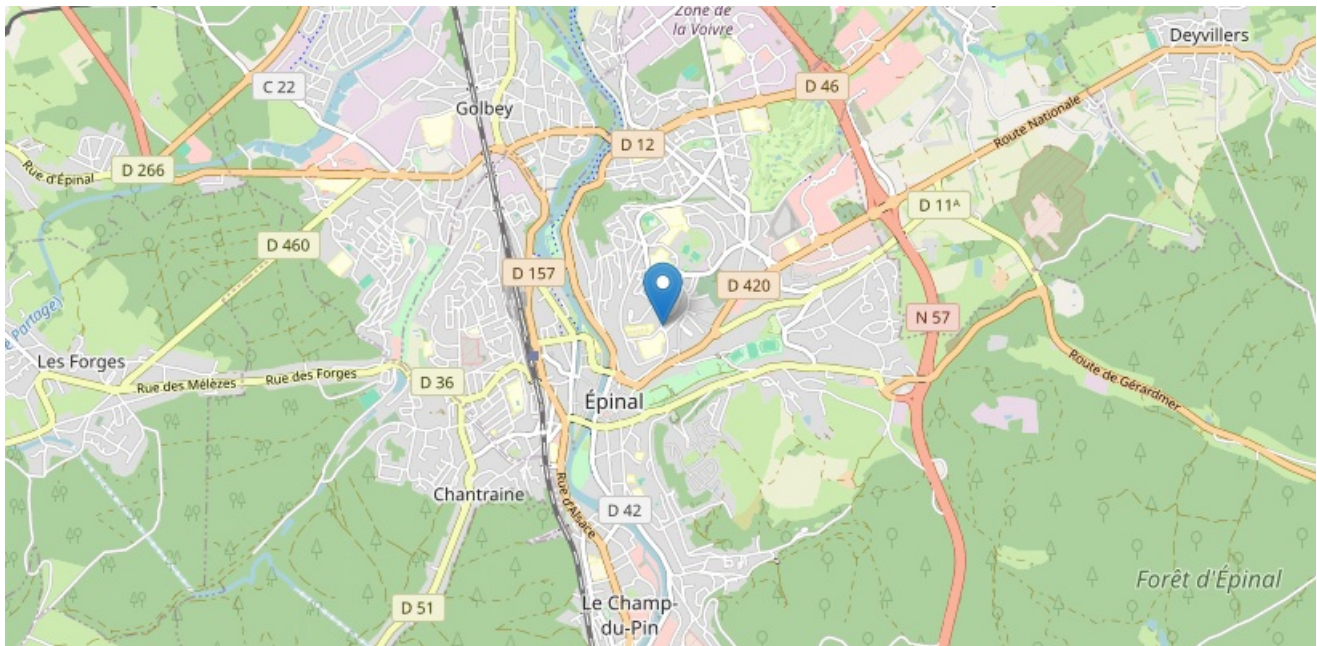 Zone de
la Voivre
Deyvillers
C 22
D 46
Golbey
Route Nationale
D 12
Rue d'Épinal
D 266
D 11ᴬ
D 460
D 157
D 420
N 57
Partage)
Les Forges
Rue des Mélèzes
Rue des Forges
D 36
Route de Gérardmer
Épinal
Chantraine
Rue d'Alsace
D 42
Forêt d'Épinal
D 51
Le Champ-
du-Pin